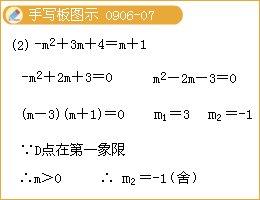 手写板图示 0906-07
(2) -m²+3m+4=m+1
-m²+2m+3=0 m²-2m-3=0
(m-3)(m+1)=0 m₁=3 m₂=-1
∵D点在第一象限
∴m>0 ∴ m₂=-1(舍)